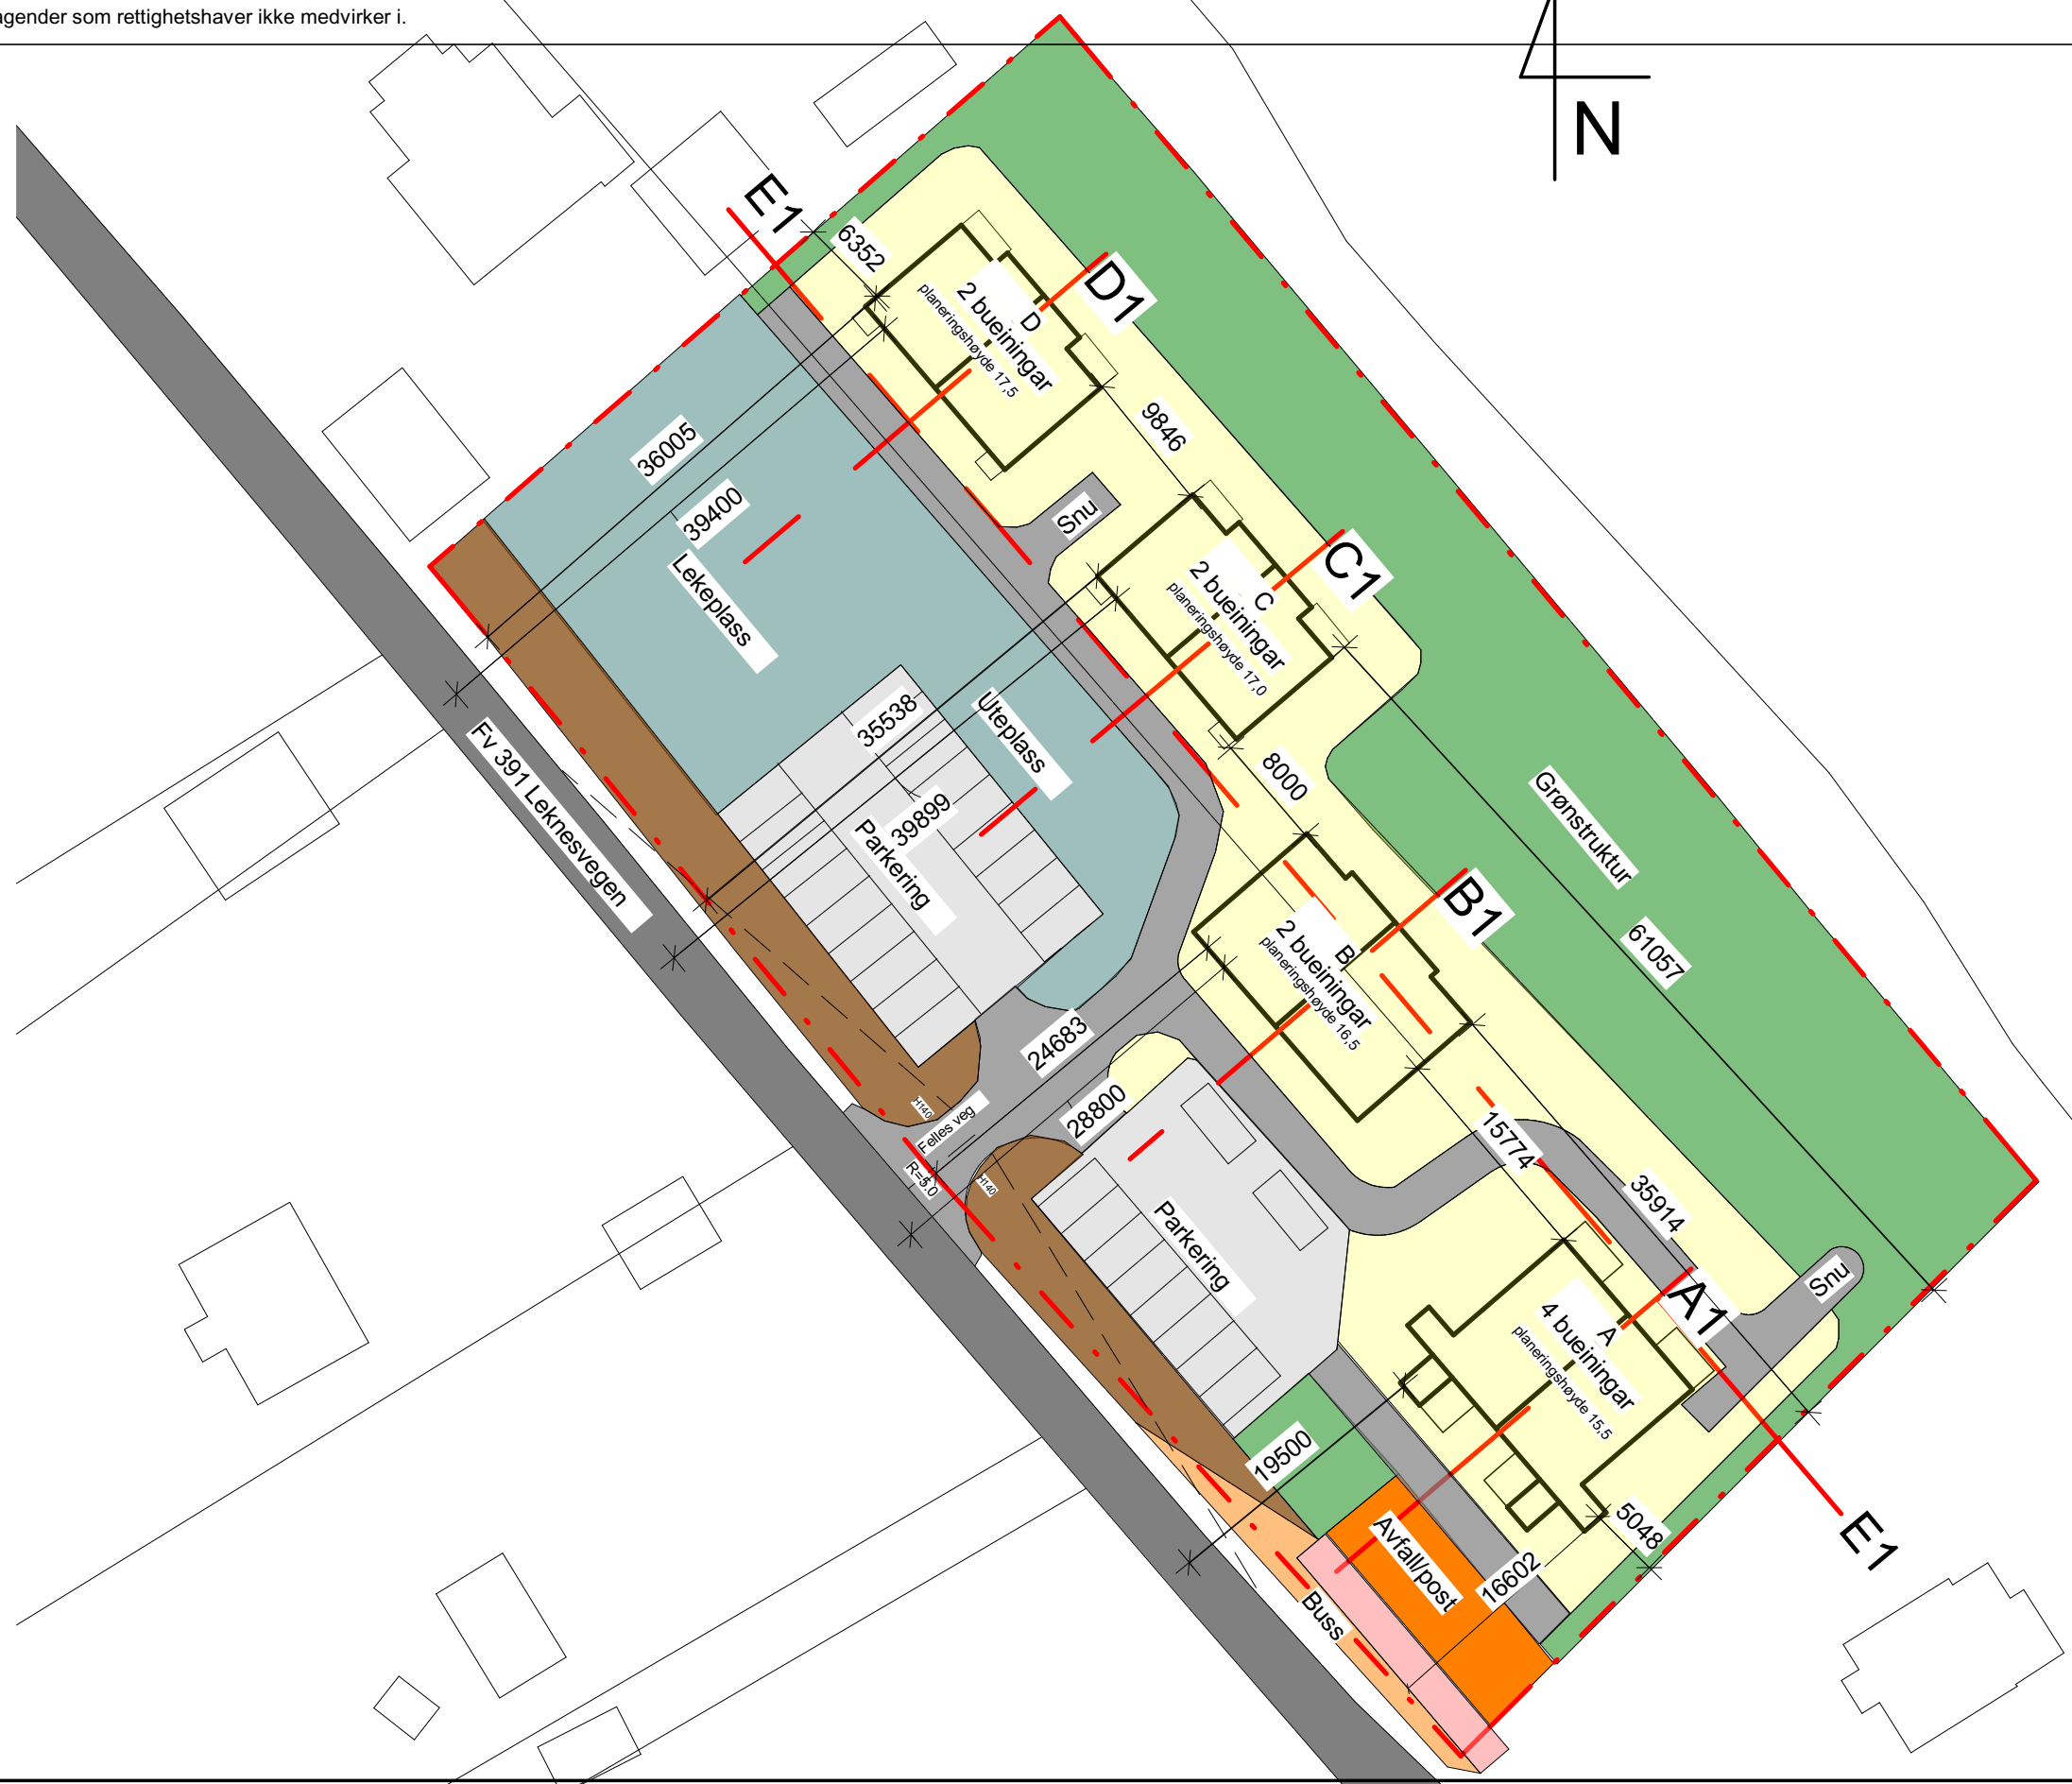 agender som rettighetshaver ikke medvirker i.
N
E1
6352
D1
D
2 bueiningar
planeringshøyde 17,5
9846
36005
39400
Lekeplass
Snu
C1
C
2 bueiningar
planeringshøyde 17,0
35538
Uteplass
8000
Fv 391 Leknesvegen
39899
Parkering
Grønstruktur
61057
B1
B
2 bueiningar
planeringshøyde 16,5
24683
28800
H140
Felles veg
R=5.0
H140
15774
35914
Parkering
Snu
A1
A
4 bueiningar
planeringshøyde 15,5
19500
5048
E1
Avfall/post
16602
Buss